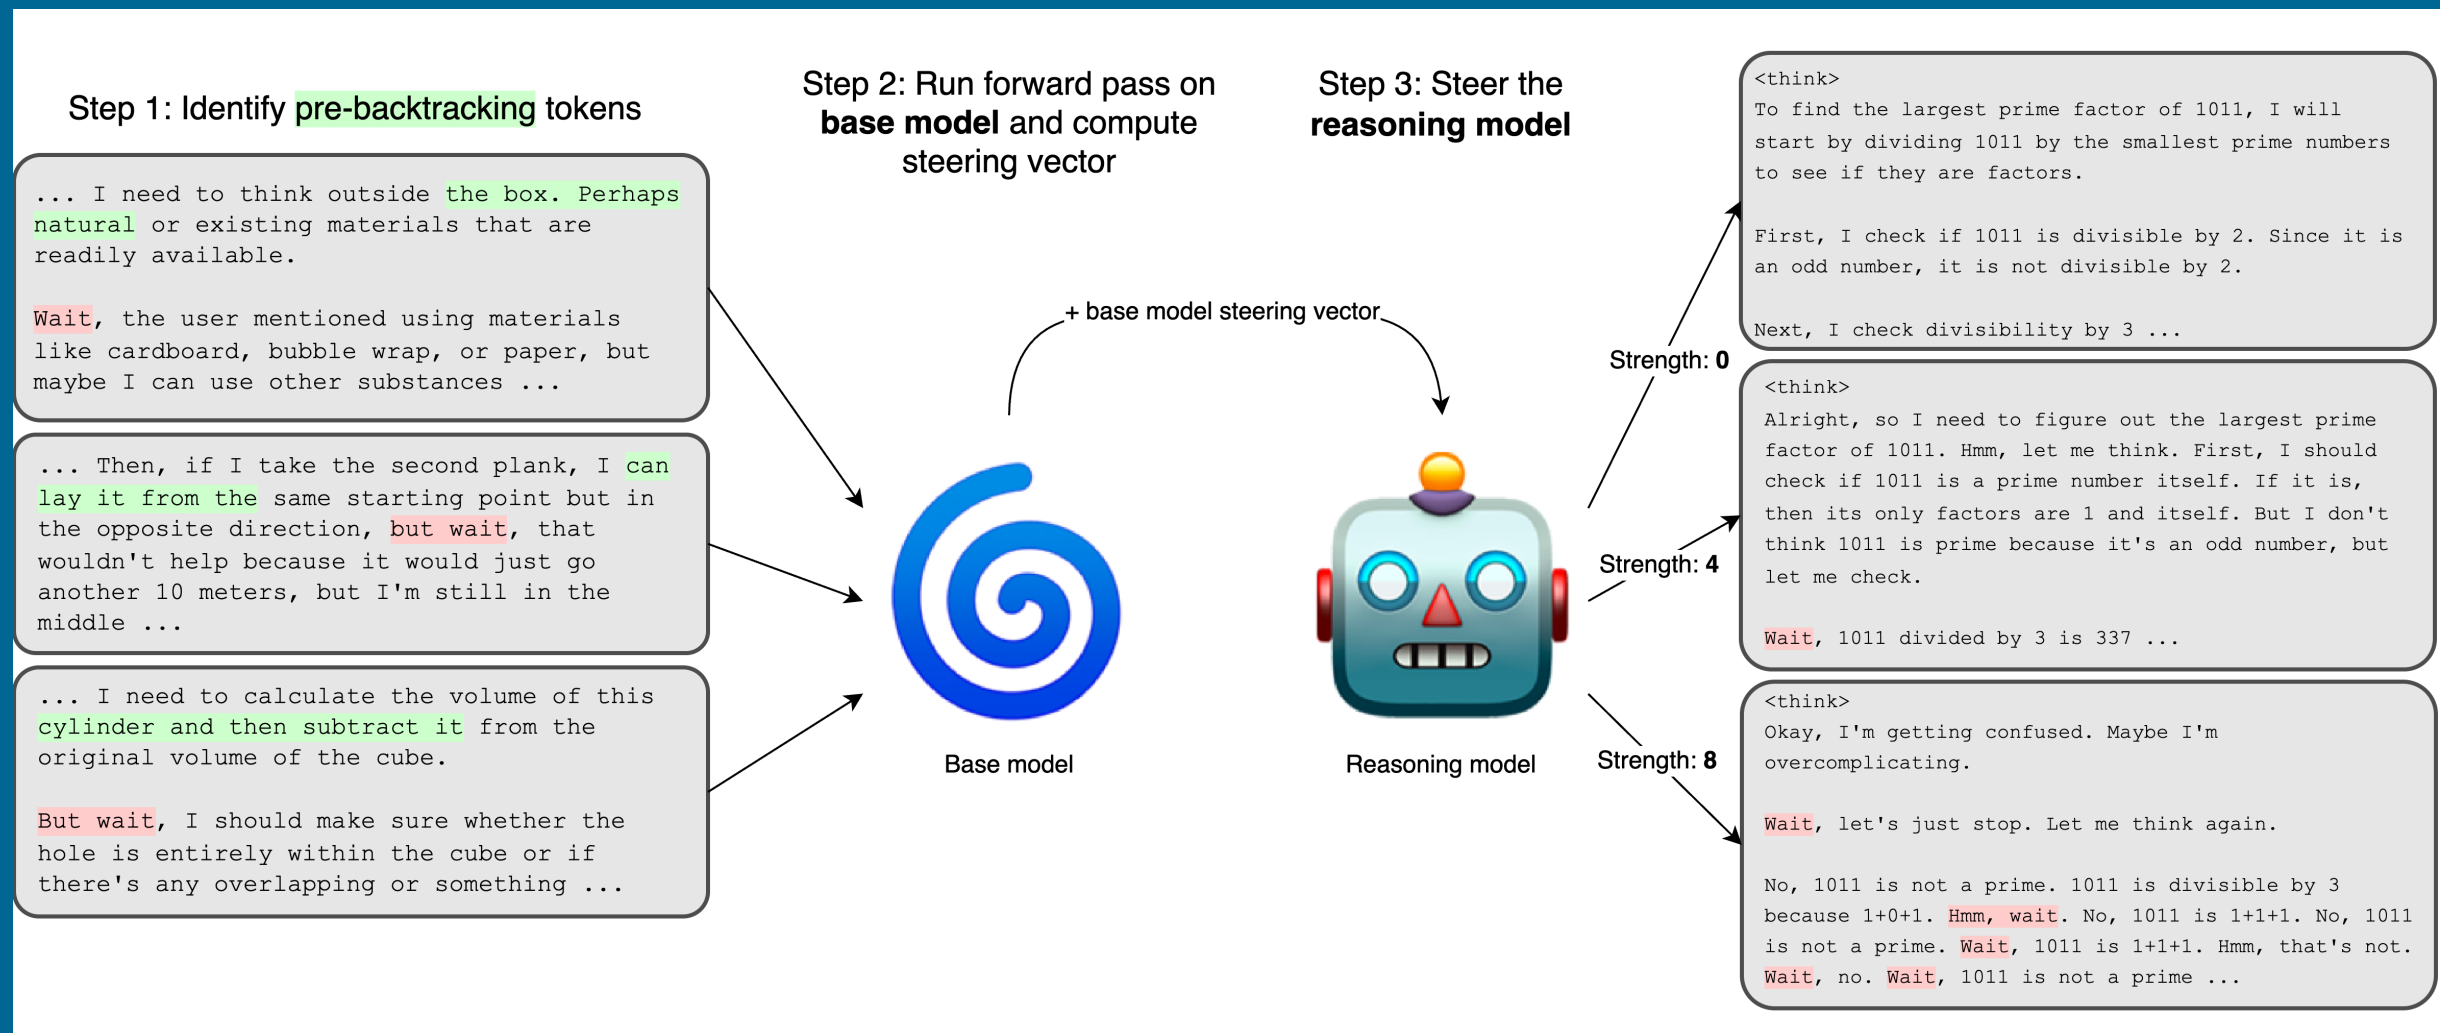 Step 1: Identify pre-backtracking tokens
... I need to think outside the box. Perhaps
natural or existing materials that are
readily available.
Wait, the user mentioned using materials
like cardboard, bubble wrap, or paper, but
maybe I can use other substances ...
... Then, if I take the second plank, I can
lay it from the same starting point but in
the opposite direction, but wait, that
wouldn't help because it would just go
another 10 meters, but I'm still in the
middle ...
... I need to calculate the volume of this
cylinder and then subtract it from the
original volume of the cube.
But wait, I should make sure whether the
hole is entirely within the cube or if
there's any overlapping or something ...
Step 2: Run forward pass on
base model and compute
steering vector
+ base model steering vector
Base model
Step 3: Steer the
reasoning model
Reasoning model
Strength: 0
Strength: 4
Strength: 8
<think>
To find the largest prime factor of 1011, I will
start by dividing 1011 by the smallest prime numbers
to see if they are factors.
First, I check if 1011 is divisible by 2. Since it is
an odd number, it is not divisible by 2.
Next, I check divisibility by 3 ...
<think>
Alright, so I need to figure out the largest prime
factor of 1011. Hmm, let me think. First, I should
check if 1011 is a prime number itself. If it is,
then its only factors are 1 and itself. But I don't
think 1011 is prime because it's an odd number, but
let me check.
Wait, 1011 divided by 3 is 337 ...
<think>
Okay, I'm getting confused. Maybe I'm
overcomplicating.
Wait, let's just stop. Let me think again.
No, 1011 is not a prime. 1011 is divisible by 3
because 1+0+1. Hmm, wait. No, 1011 is 1+1+1. No, 1011
is not a prime. Wait, 1011 is 1+1+1. Hmm, that's not.
Wait, no. Wait, 1011 is not a prime ...